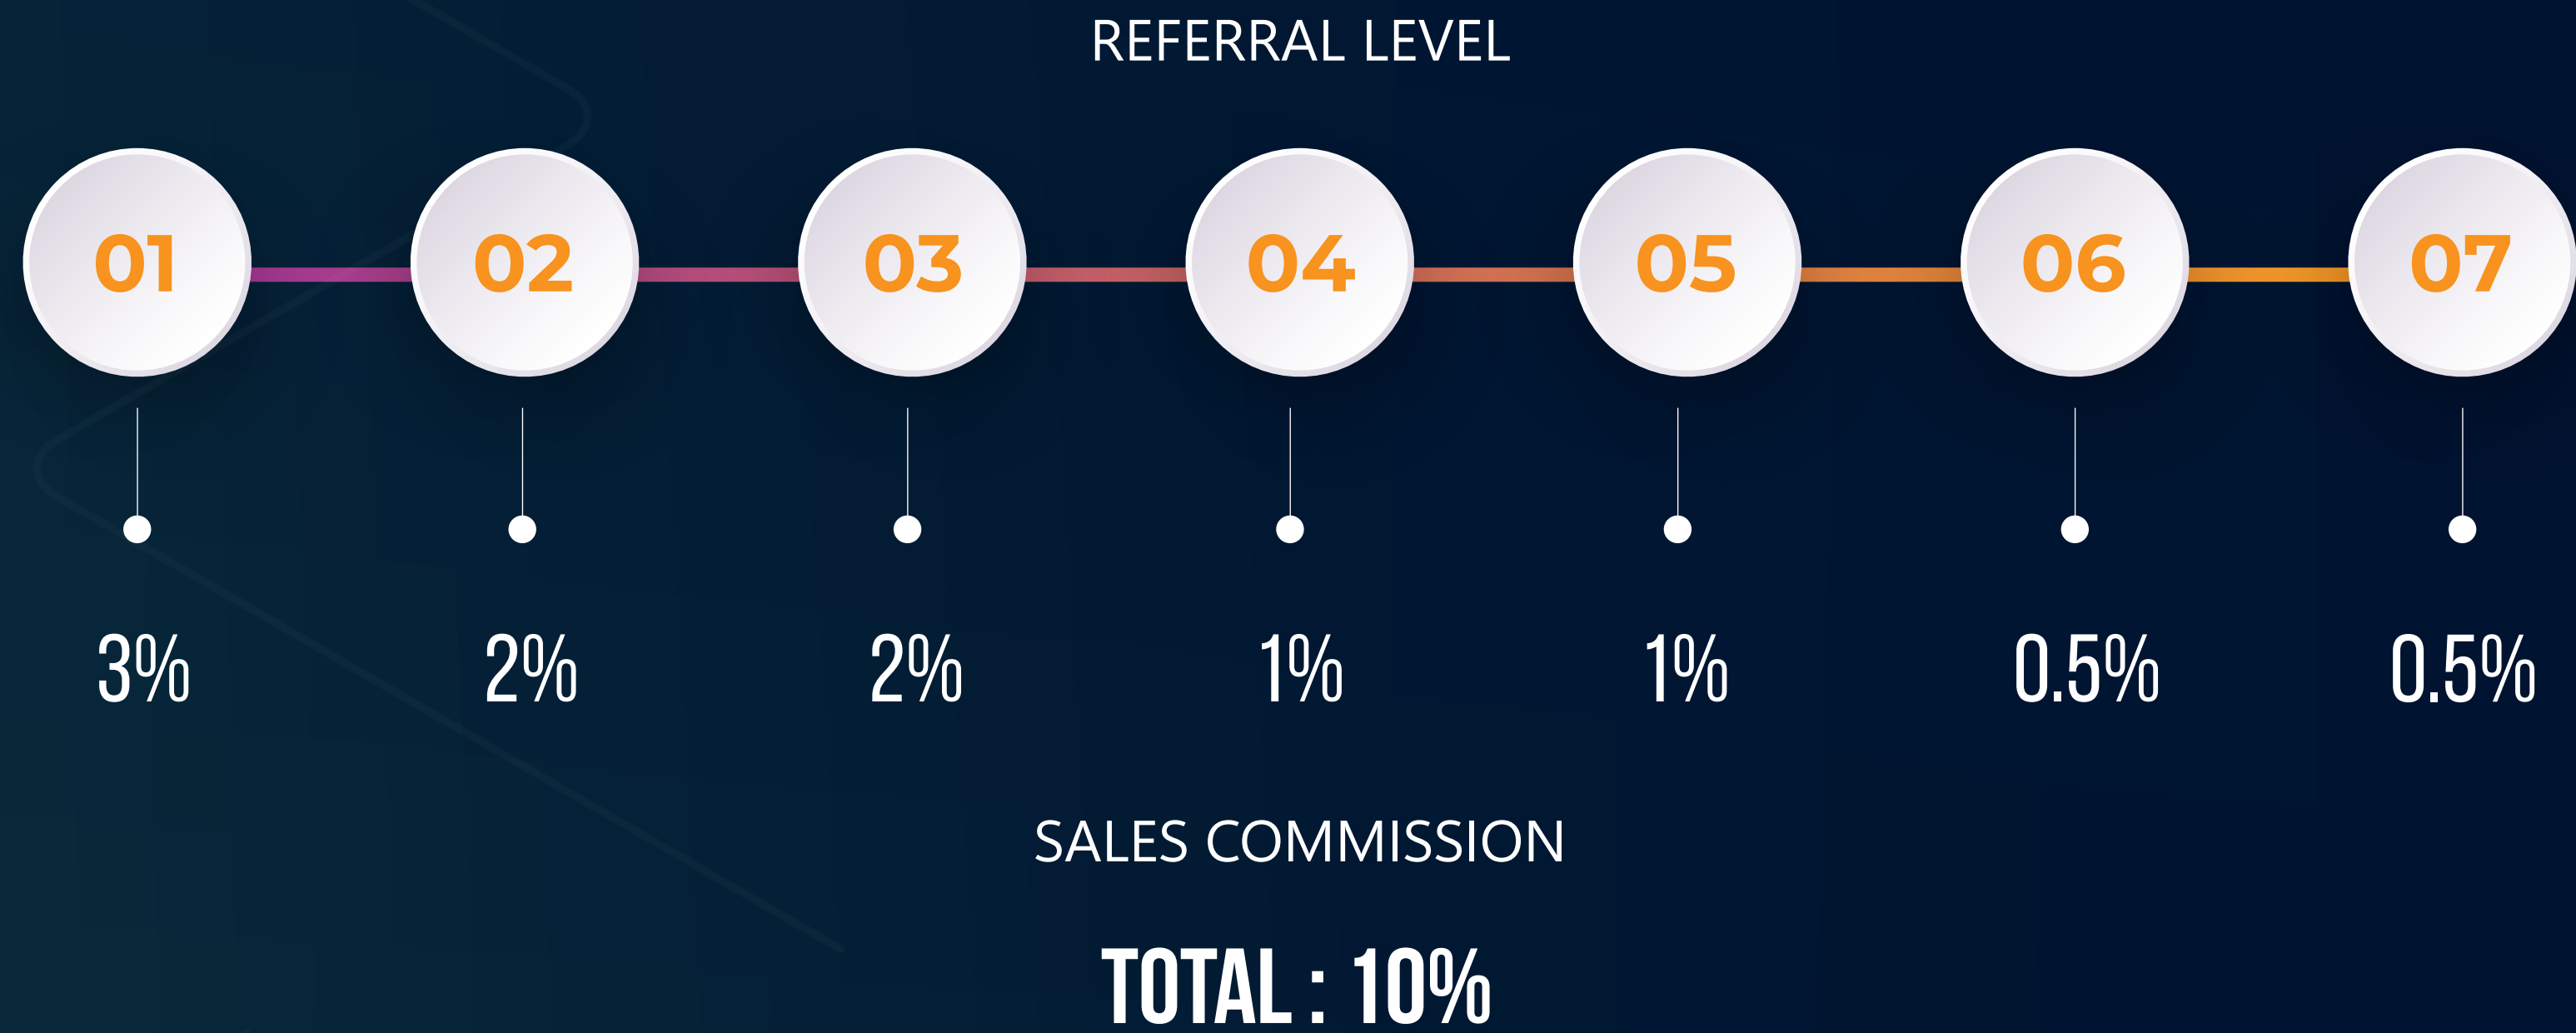 REFERRAL LEVEL
01 02 03 04 05 06 07
3% 2% 2% 1% 1% 0.5% 0.5%
SALES COMMISSION
TOTAL : 10%